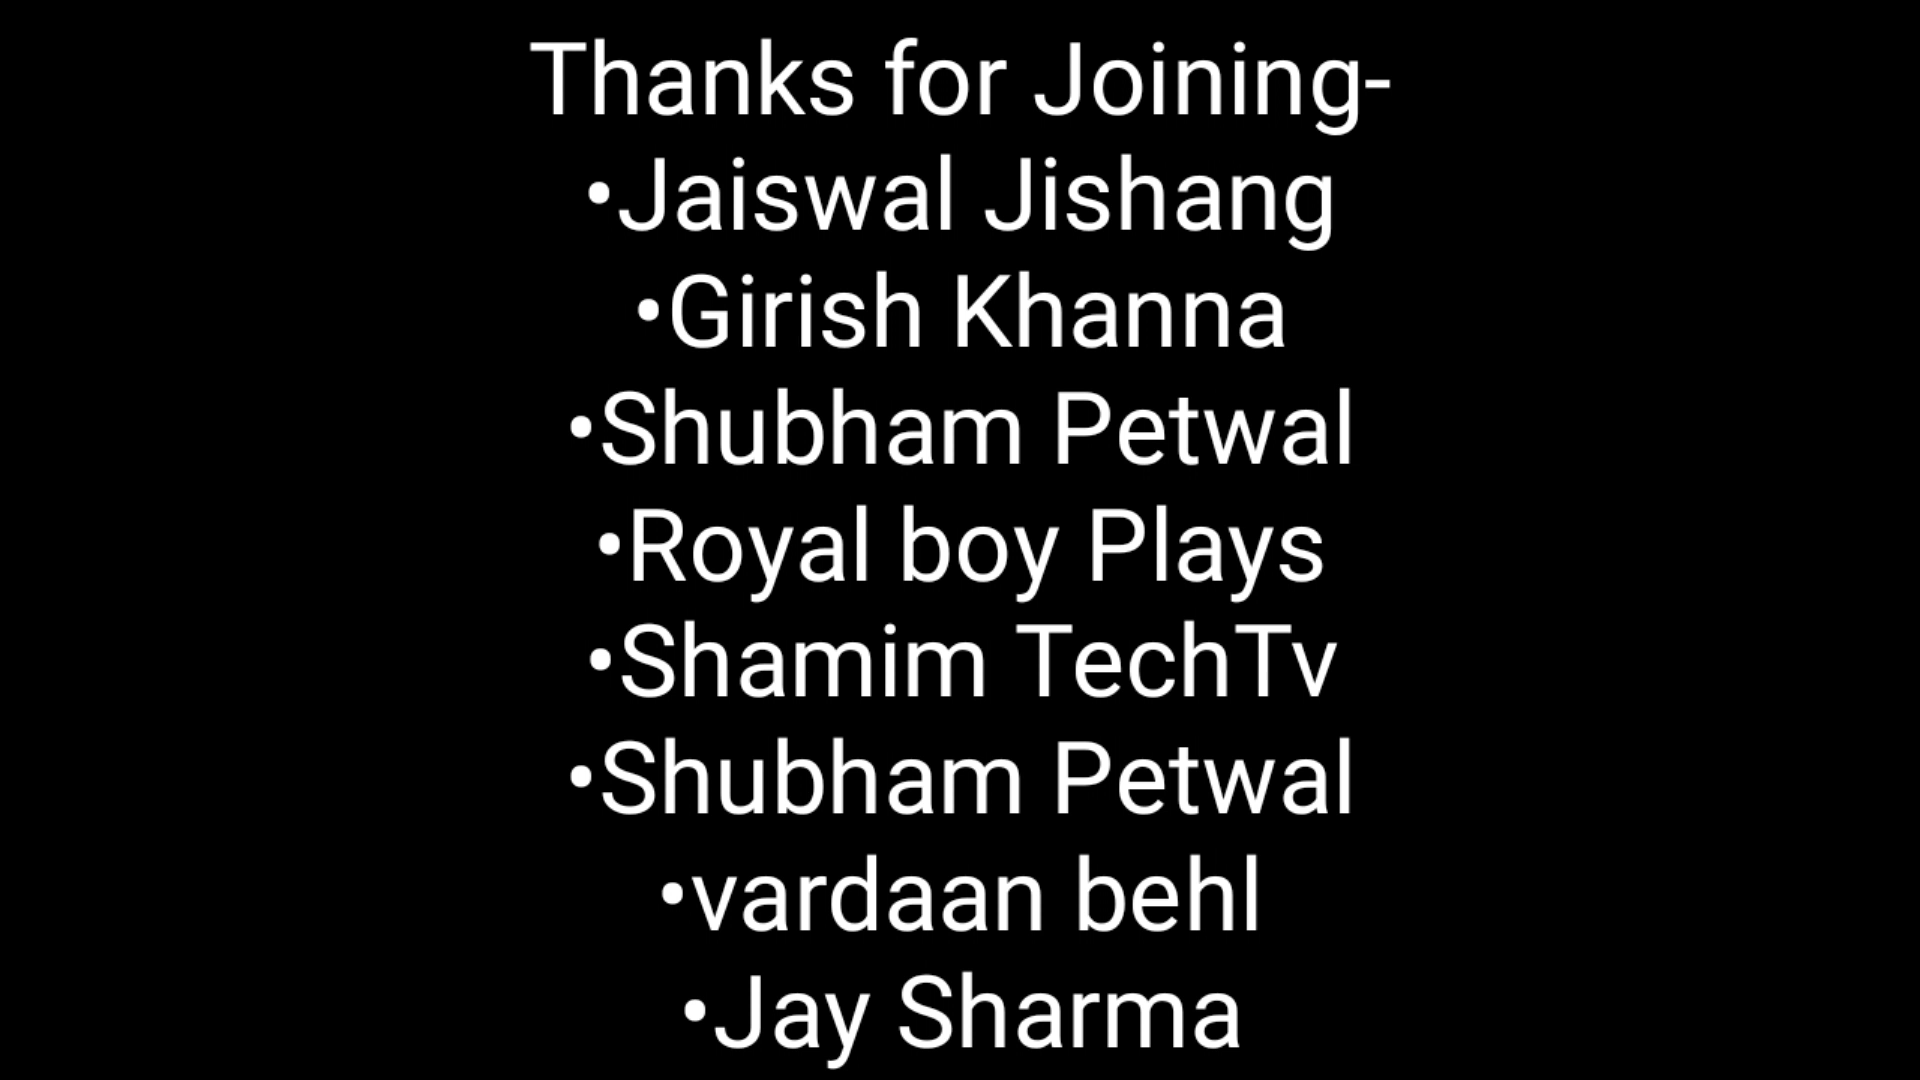 Thanks for Joining-
•Jaiswal Jishang
•Girish Khanna
•Shubham Petwal
•Royal boy Plays
•Shamim TechTv
•Shubham Petwal
•vardaan behl
•Jay Sharma